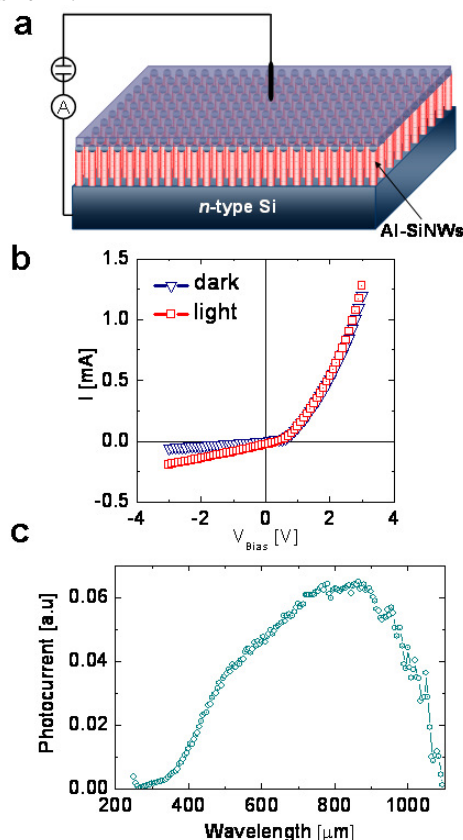 a
A
n-type Si
Al-SiNWs
b
1.5
dark
light
1.0
0.5
0.0
-0.5
I [mA]
-4 -2 0 2 4
V_Bias [V]
c
0.06
0.04
0.02
0.00
Photocurrent [a.u]
200 400 600 800 1000
Wavelength [μm]